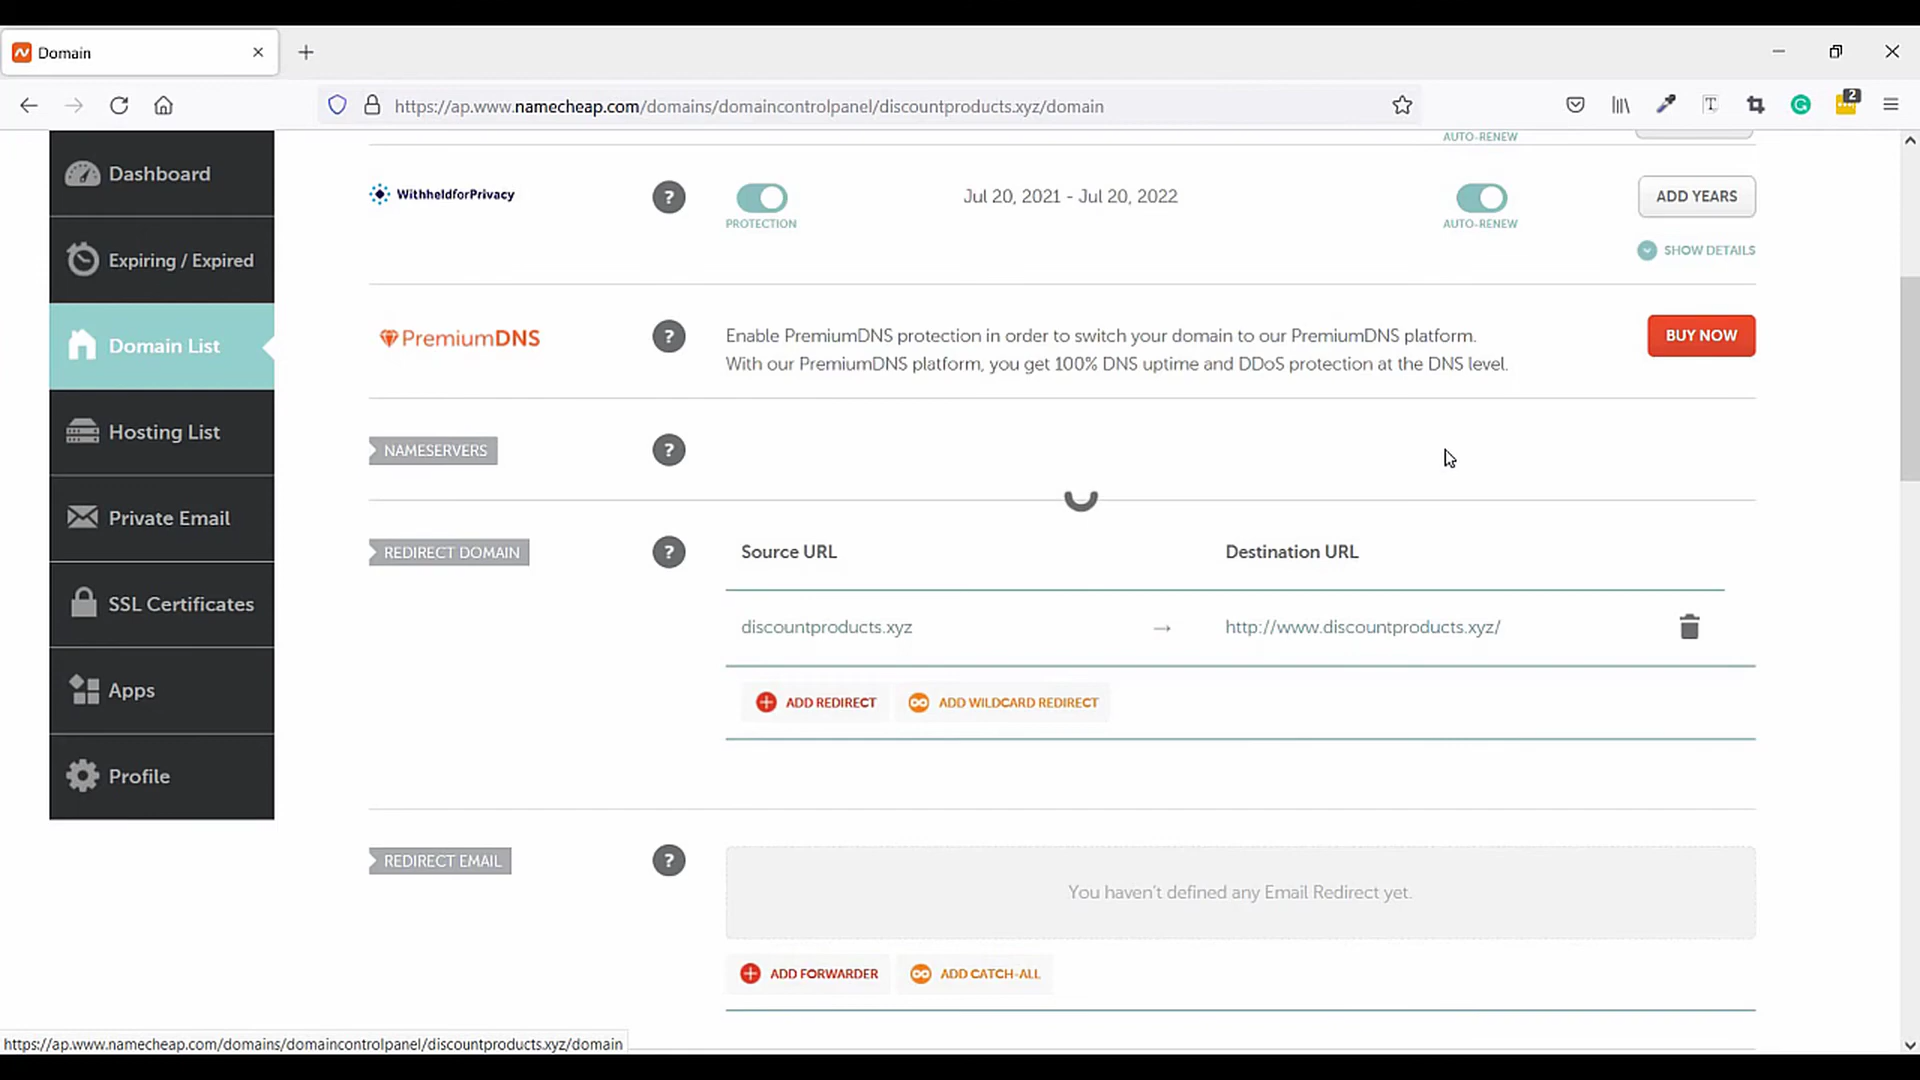 Domain
https://ap.www.namecheap.com/domains/domaincontrolpanel/discountproducts.xyz/domain
2
AUTO-RENEW
Dashboard
WithheldforPrivacy
?
PROTECTION
Jul 20, 2021 - Jul 20, 2022
AUTO-RENEW
ADD YEARS
SHOW DETAILS
Expiring / Expired
Domain List
PremiumDNS
?
Enable PremiumDNS protection in order to switch your domain to our PremiumDNS platform.
With our PremiumDNS platform, you get 100% DNS uptime and DDoS protection at the DNS level.
BUY NOW
Hosting List
NAMESERVERS
?
Private Email
REDIRECT DOMAIN
?
Source URL
Destination URL
SSL Certificates
discountproducts.xyz
→
http://www.discountproducts.xyz/
Apps
ADD REDIRECT
ADD WILDCARD REDIRECT
Profile
REDIRECT EMAIL
?
You haven't defined any Email Redirect yet.
ADD FORWARDER
ADD CATCH-ALL
https://ap.www.namecheap.com/domains/domaincontrolpanel/discountproducts.xyz/domain